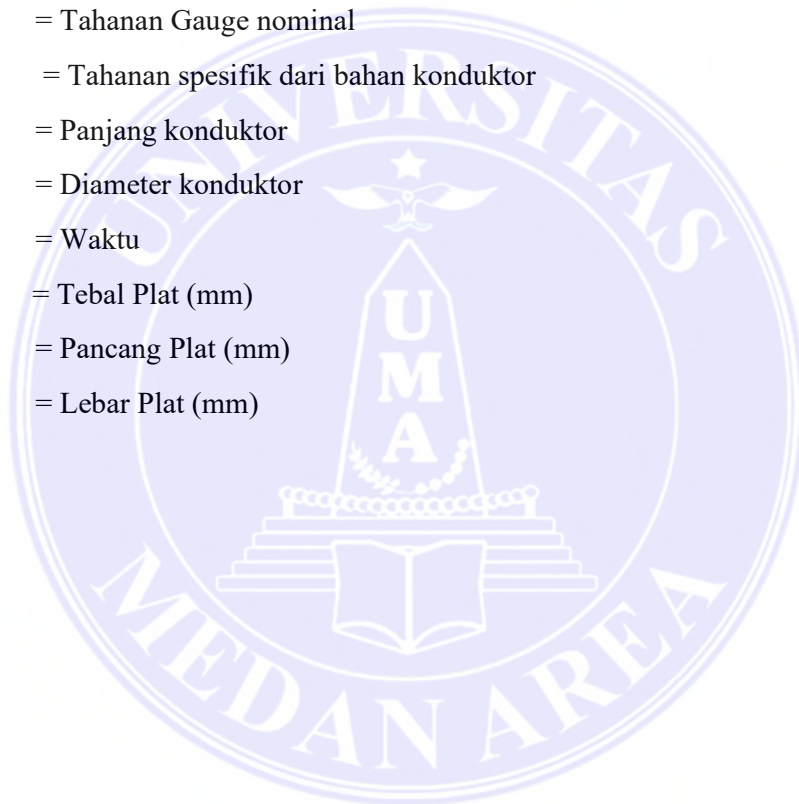 = Tahanan Gauge nominal
= Tahanan spesifik dari bahan konduktor
= Panjang konduktor
= Diameter konduktor
= Waktu
= Tebal Plat (mm)
= Pancang Plat (mm)
= Lebar Plat (mm)
UNIVERSITAS
UMA
MEDAN AREA